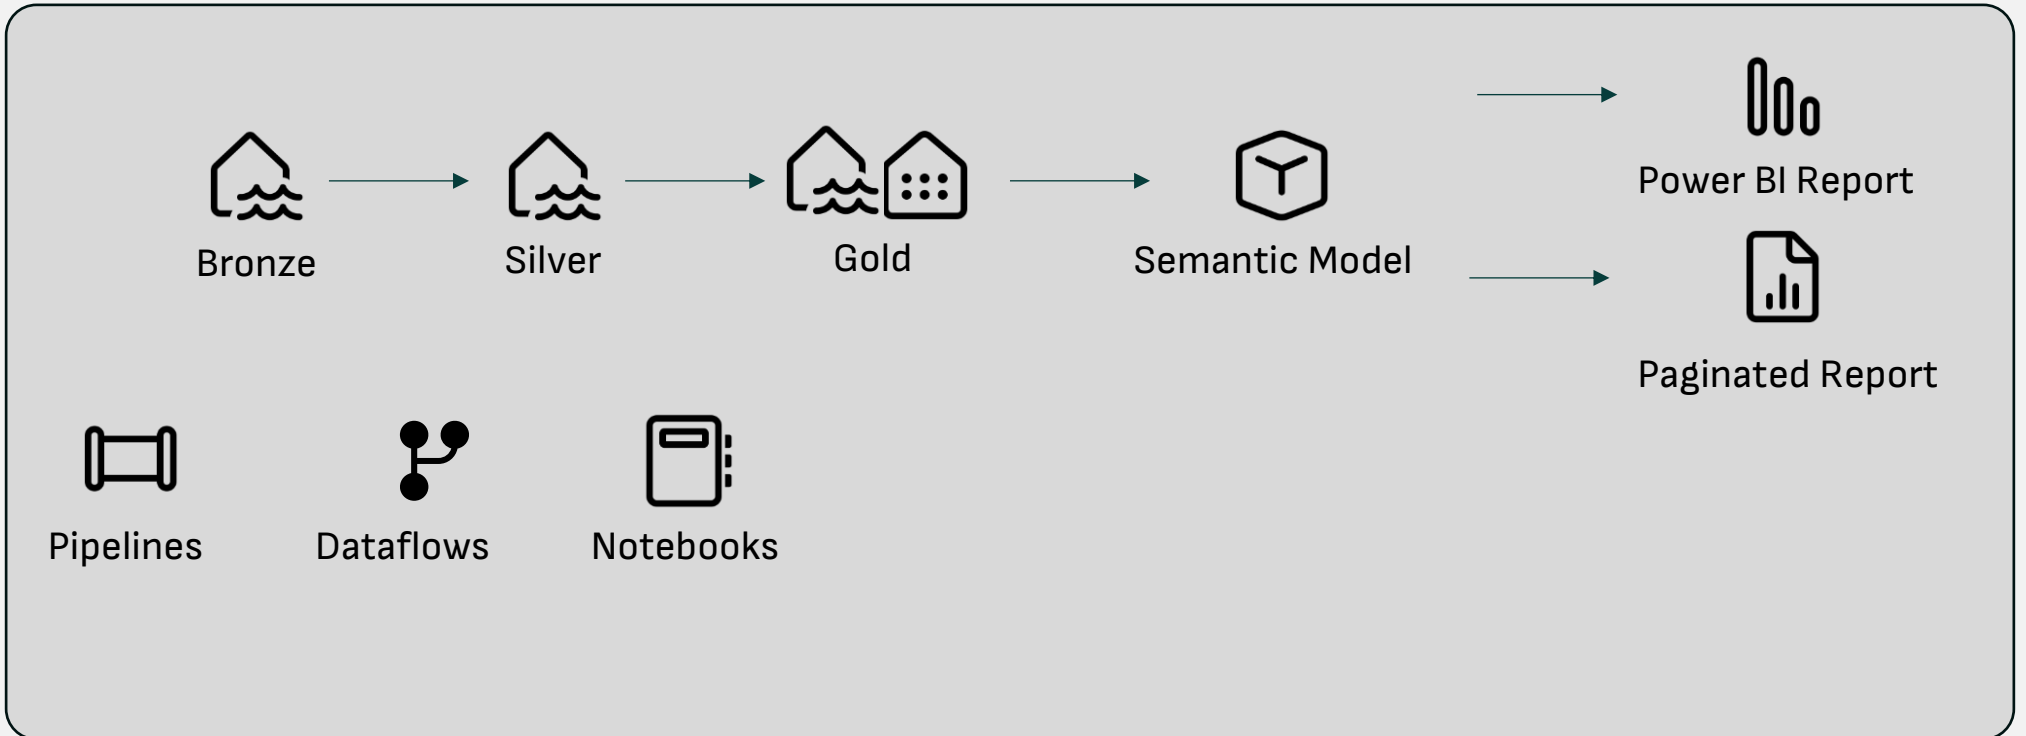 Power BI Report
Bronze
Silver
Gold
Semantic Model
Paginated Report
Pipelines
Dataflows
Notebooks